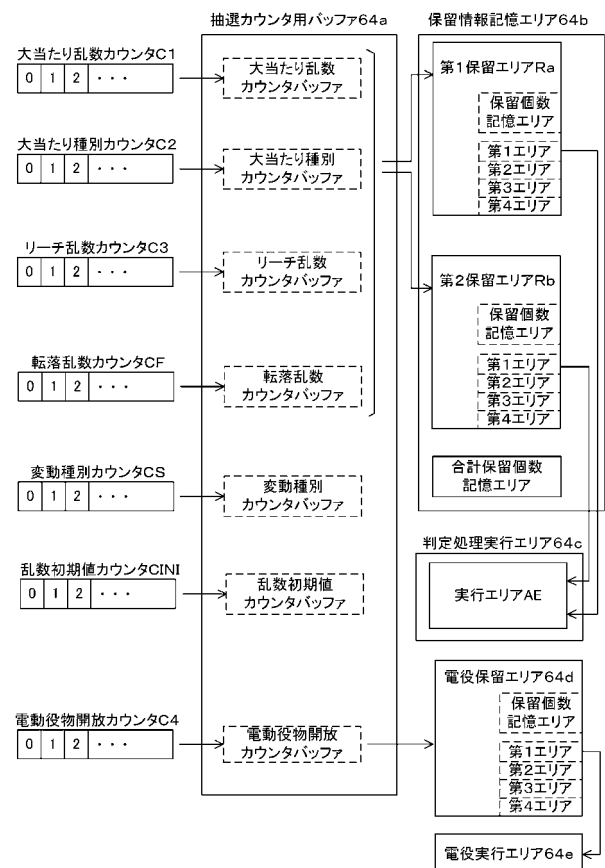 抽選カウンタ用バッファ64a
保留情報記憶エリア64b
大当たり乱数カウンタC1
0 1 2 ・・・
大当たり乱数
カウンタバッファ
大当たり種別カウンタC2
0 1 2 ・・・
大当たり種別
カウンタバッファ
リーチ乱数カウンタC3
0 1 2 ・・・
リーチ乱数
カウンタバッファ
転落乱数カウンタCF
0 1 2 ・・・
転落乱数
カウンタバッファ
変動種別カウンタCS
0 1 2 ・・・
変動種別
カウンタバッファ
乱数初期値カウンタCINI
0 1 2 ・・・
乱数初期値
カウンタバッファ
電動役物開放カウンタC4
0 1 2 ・・・
電動役物開放
カウンタバッファ
第1保留エリアRa
保留個数
記憶エリア
第1エリア
第2エリア
第3エリア
第4エリア
第2保留エリアRb
保留個数
記憶エリア
第1エリア
第2エリア
第3エリア
第4エリア
合計保留個数
記憶エリア
判定処理実行エリア64c
実行エリアAE
電役保留エリア64d
保留個数
記憶エリア
第1エリア
第2エリア
第3エリア
第4エリア
電役実行エリア64e